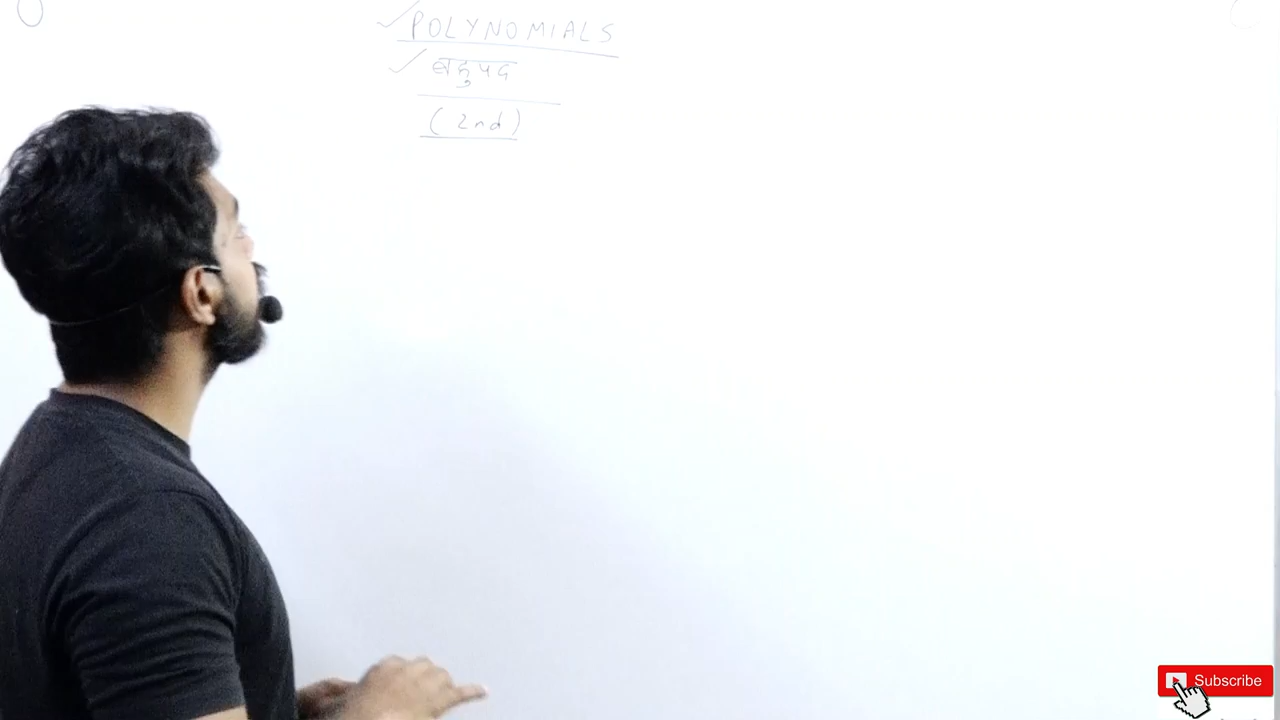 POLYNOMIALS
बहुपद
(2nd)
Subscribe